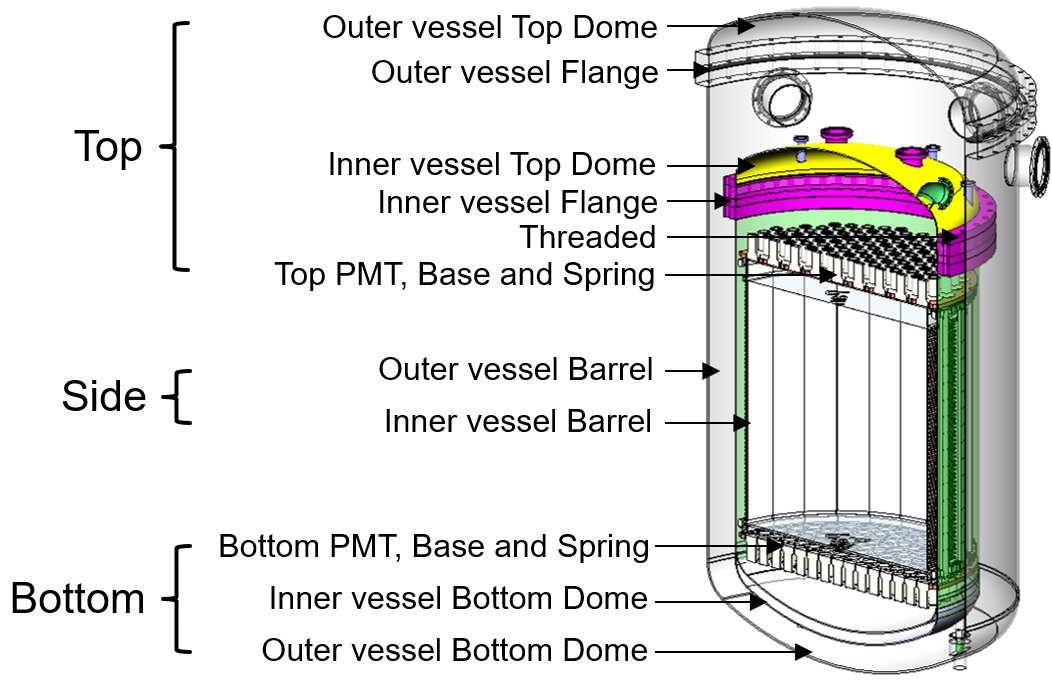 Top
Outer vessel Top Dome
Outer vessel Flange
Inner vessel Top Dome
Inner vessel Flange
Threaded
Top PMT, Base and Spring
Side
Outer vessel Barrel
Inner vessel Barrel
Bottom
Bottom PMT, Base and Spring
Inner vessel Bottom Dome
Outer vessel Bottom Dome